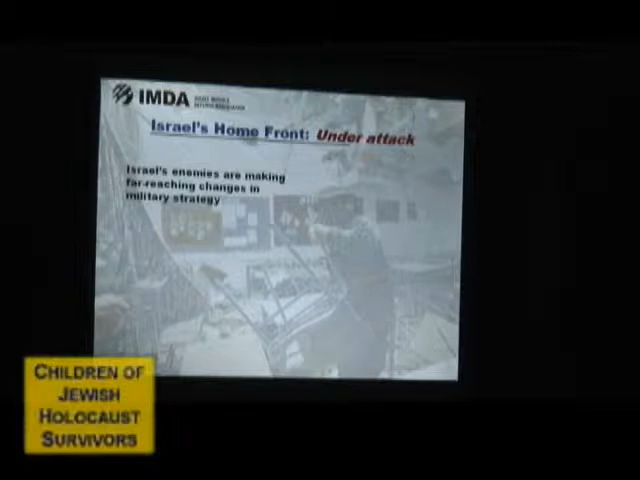 IMDA
Israel's Home Front: Under attack
Israel's enemies are making
far-reaching changes in
military strategy
CHILDREN OF
JEWISH
HOLOCAUST
SURVIVORS